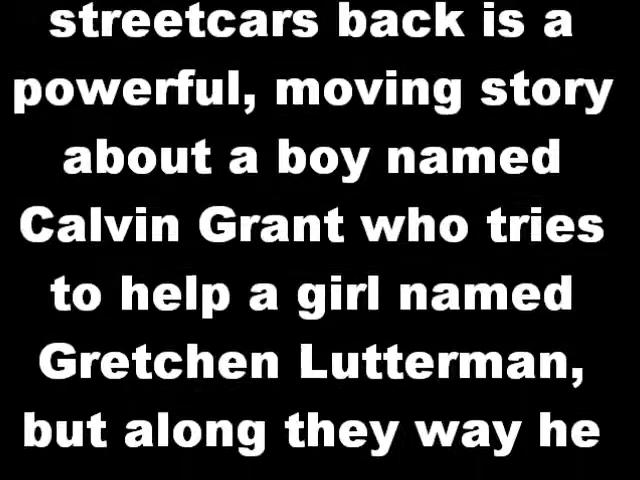 streetcars back is a
powerful, moving story
about a boy named
Calvin Grant who tries
to help a girl named
Gretchen Lutterman,
but along they way he